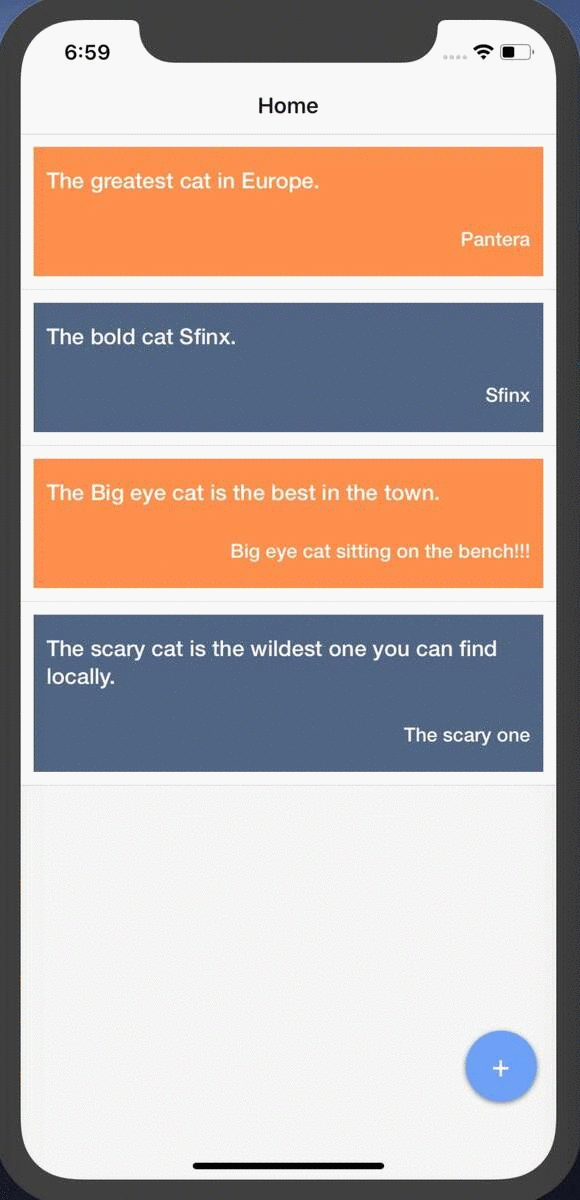 6:59
Home
The greatest cat in Europe.
Pantera
The bold cat Sfinx.
Sfinx
The Big eye cat is the best in the town.
Big eye cat sitting on the bench!!!
The scary cat is the wildest one you can find
locally.
The scary one
+